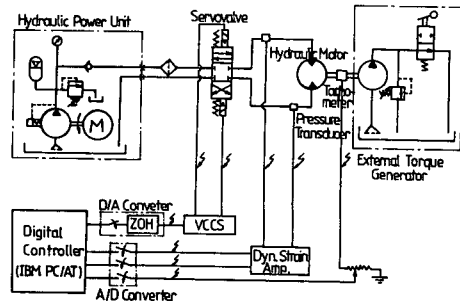 Hydraulic Power Unit
Servovalve
Hydraulic Motor
Tacho-
meter
Pressure
Transducer
External Torque
Generator
M
D/A Conveter
ZOH
VCCS
Digital
Controller
(IBM PC/AT)
A/D Converter
Dyn. Strain
Amp.